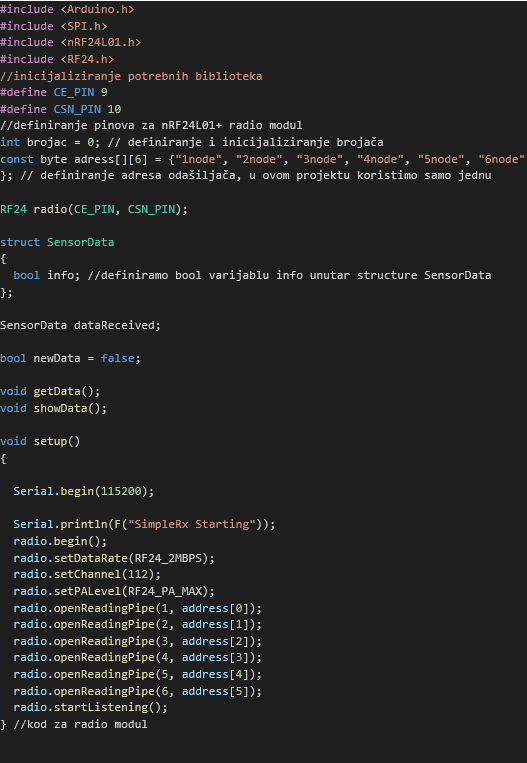 #include <Arduino.h>
#include <SPI.h>
#include <nRF24L01.h>
#include <RF24.h>
//inicijaliziranje potrebnih biblioteka
#define CE_PIN 9
#define CSN_PIN 10
//definiranje pinova za nRF24L01+ radio modul
int brojac = 0; // definiranje i inicijaliziranje brojača
const byte adress[][6] = {"1node", "2node", "3node", "4node", "5node", "6node"
}; // definiranje adresa odašiljača, u ovom projektu koristimo samo jednu
RF24 radio(CE_PIN, CSN_PIN);
struct SensorData
{
  bool info; //definiramo bool varijablu info unutar structure SensorData
};
SensorData dataReceived;
bool newData = false;
void getData();
void showData();
void setup()
{
  Serial.begin(115200);
  Serial.println(F("SimpleRx Starting"));
  radio.begin();
  radio.setDataRate(RF24_2MBPS);
  radio.setChannel(112);
  radio.setPALevel(RF24_PA_MAX);
  radio.openReadingPipe(1, address[0]);
  radio.openReadingPipe(2, address[1]);
  radio.openReadingPipe(3, address[2]);
  radio.openReadingPipe(4, address[3]);
  radio.openReadingPipe(5, address[4]);
  radio.openReadingPipe(6, address[5]);
  radio.startListening();
} //kod za radio modul